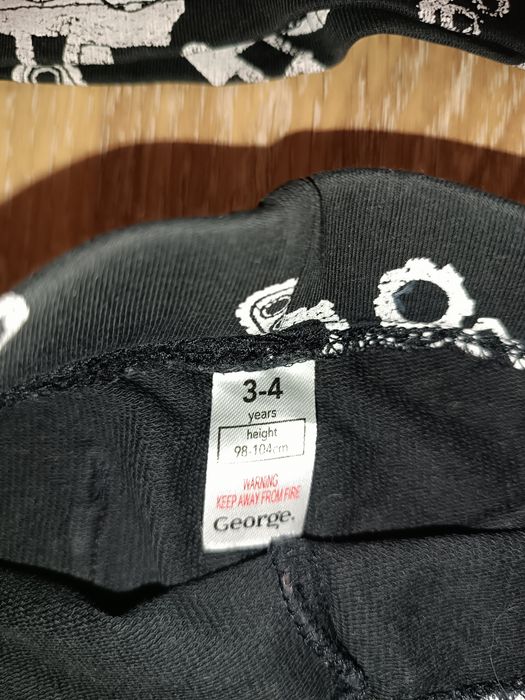 3-4
years
height
98-104cm
WARNING
KEEP AWAY FROM FIRE
George.